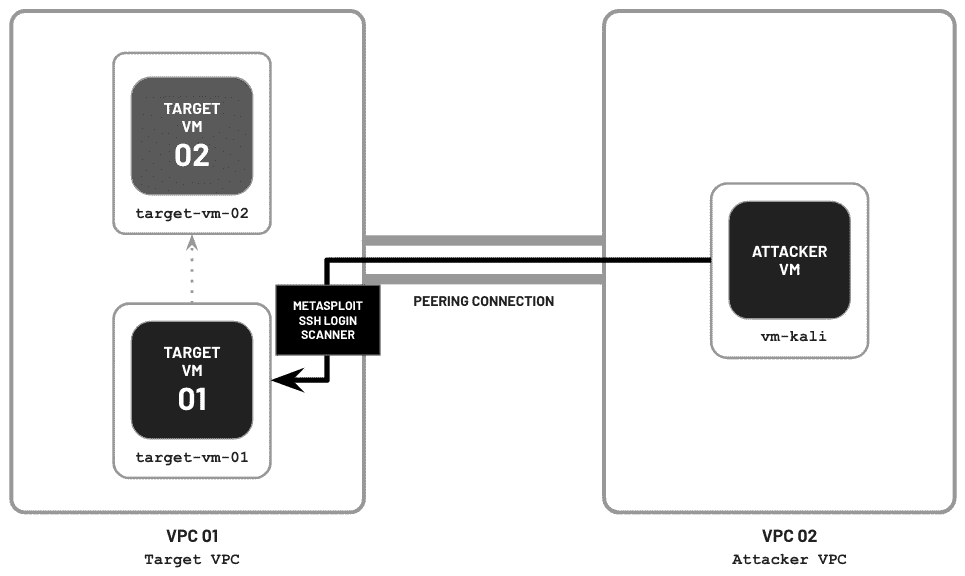 TARGET
VM
02
target-vm-02
METASPLOIT
SSH LOGIN
SCANNER
TARGET
VM
01
target-vm-01
PEERING CONNECTION
ATTACKER
VM
vm-kali
VPC 01
Target VPC
VPC 02
Attacker VPC